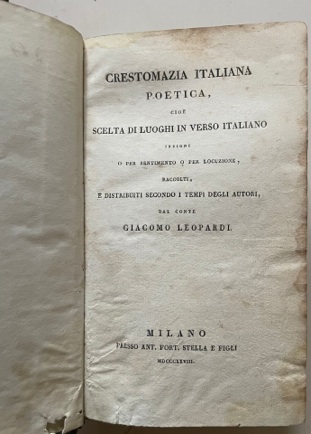 CRESTOMAZIA ITALIANA
POETICA,
CIOÈ
SCELTA DI LUOGHI IN VERSO ITALIANO
INSIGNI
O PER SENTIMENTO O PER LOCUZIONE,
RACCOLTI,
E DISTRIBUITI SECONDO I TEMPI DEGLI AUTORI,
DAL CONTE
GIACOMO LEOPARDI.
MILANO
PRESSO ANT. FORT. STELLA E FIGLI
MDCCCXXVIII.